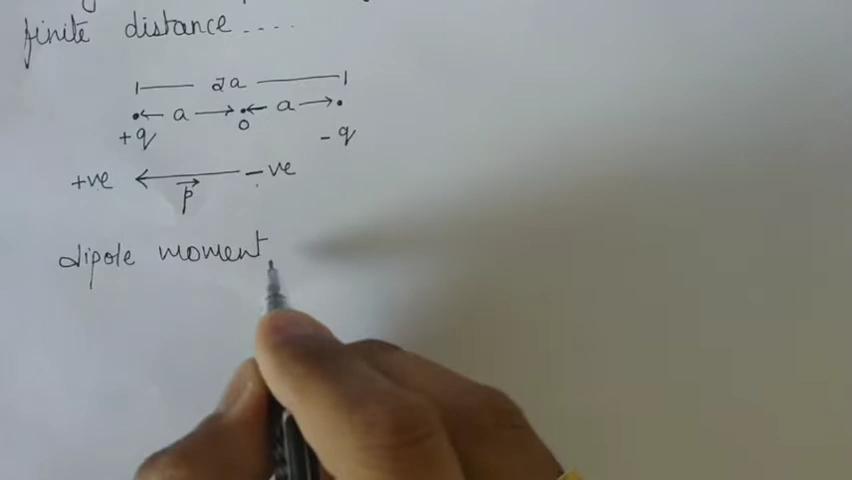 finite distance....
2a
a a
+q O -q
+ve -ve
p
dipole moment